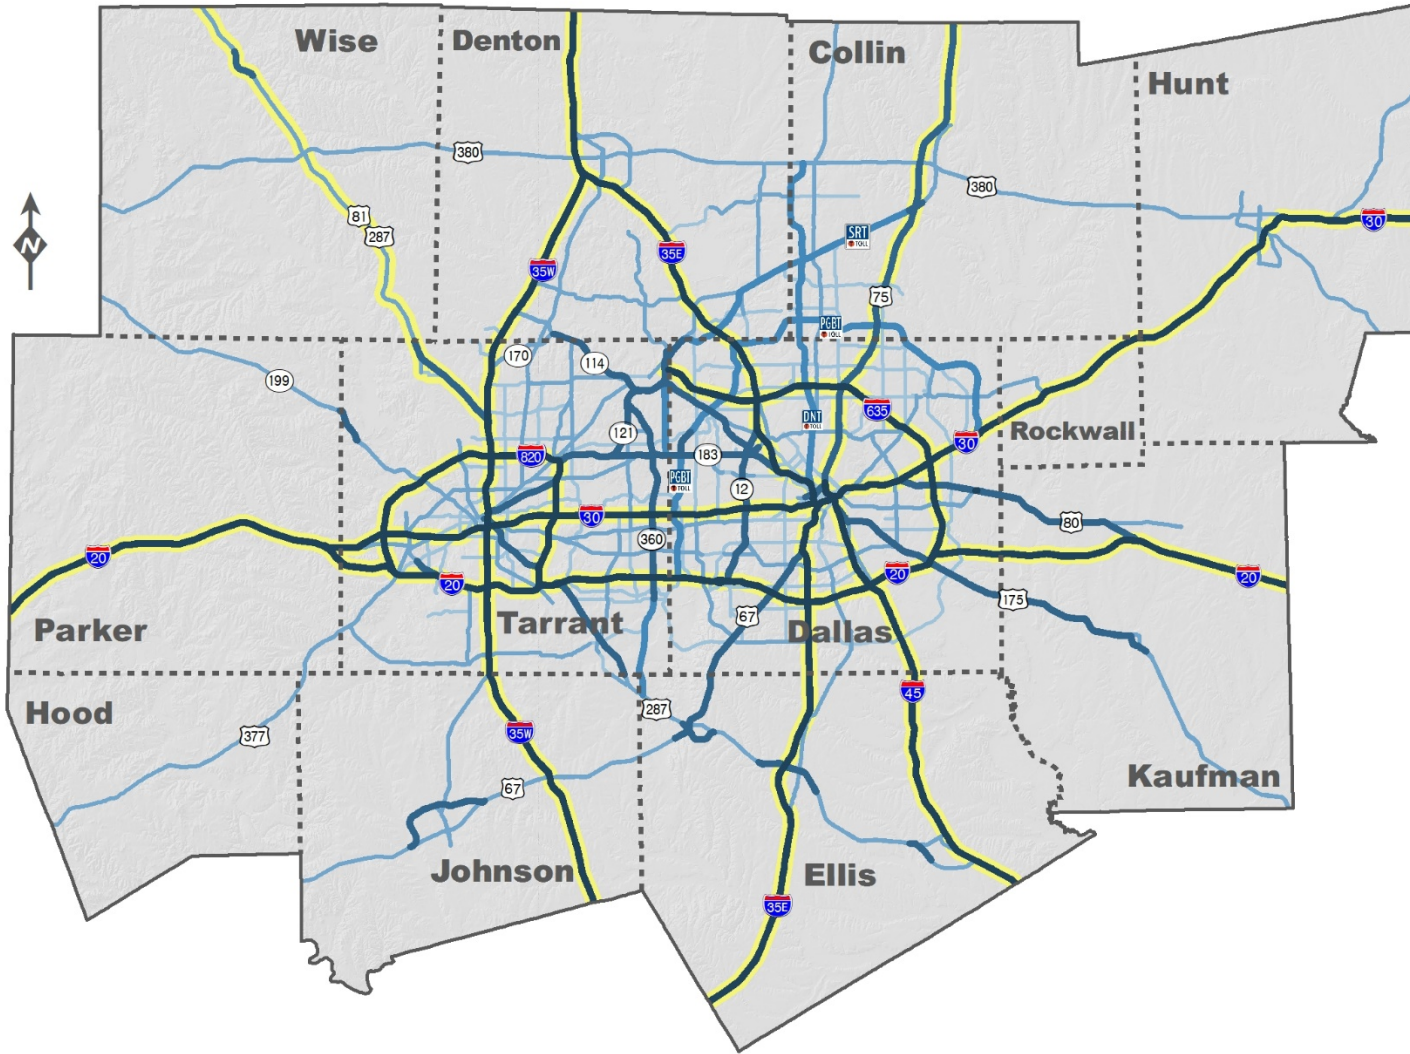 Wise
Denton
Collin
Hunt
380
380
N
81
287
30
SRT
TOLL
35E
35W
75
PGBT
TOLL
170
114
199
635
DNT
TOLL
121
Rockwall
30
820
183
PGBT
TOLL
12
30
80
360
20
20
20
20
175
67
Parker
Tarrant
Dallas
45
Hood
287
35W
377
67
Kaufman
Johnson
Ellis
35E